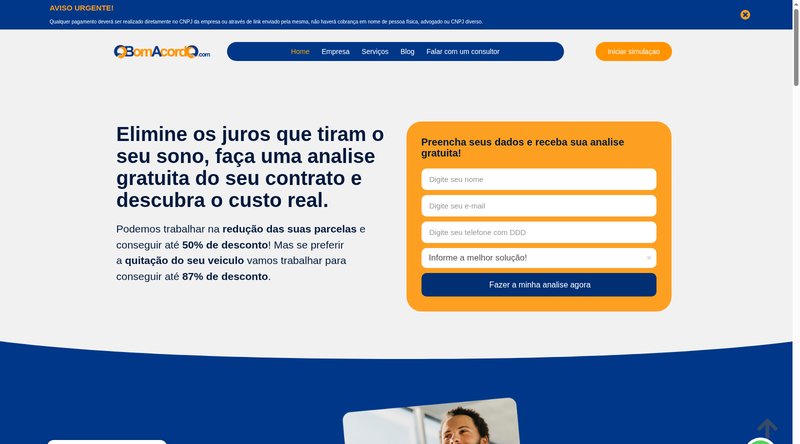 AVISO URGENTE!
Qualquer pagamento deverá ser realizado diretamente no CNPJ da empresa ou através de link enviado pela mesma, não haverá cobrança em nome de pessoa física, advogado ou CNPJ diverso.
OBomAcordO.com
Home Empresa Serviços Blog Falar com um consultor
Iniciar simulaçao
Elimine os juros que tiram o
seu sono, faça uma analise
gratuita do seu contrato e
descubra o custo real.
Podemos trabalhar na redução das suas parcelas e
conseguir até 50% de desconto! Mas se preferir
a quitação do seu veiculo vamos trabalhar para
conseguir até 87% de desconto.
Preencha seus dados e receba sua analise
gratuita!
Digite seu nome
Digite seu e-mail
Digite seu telefone com DDD
Informe a melhor solução!
Fazer a minha analise agora